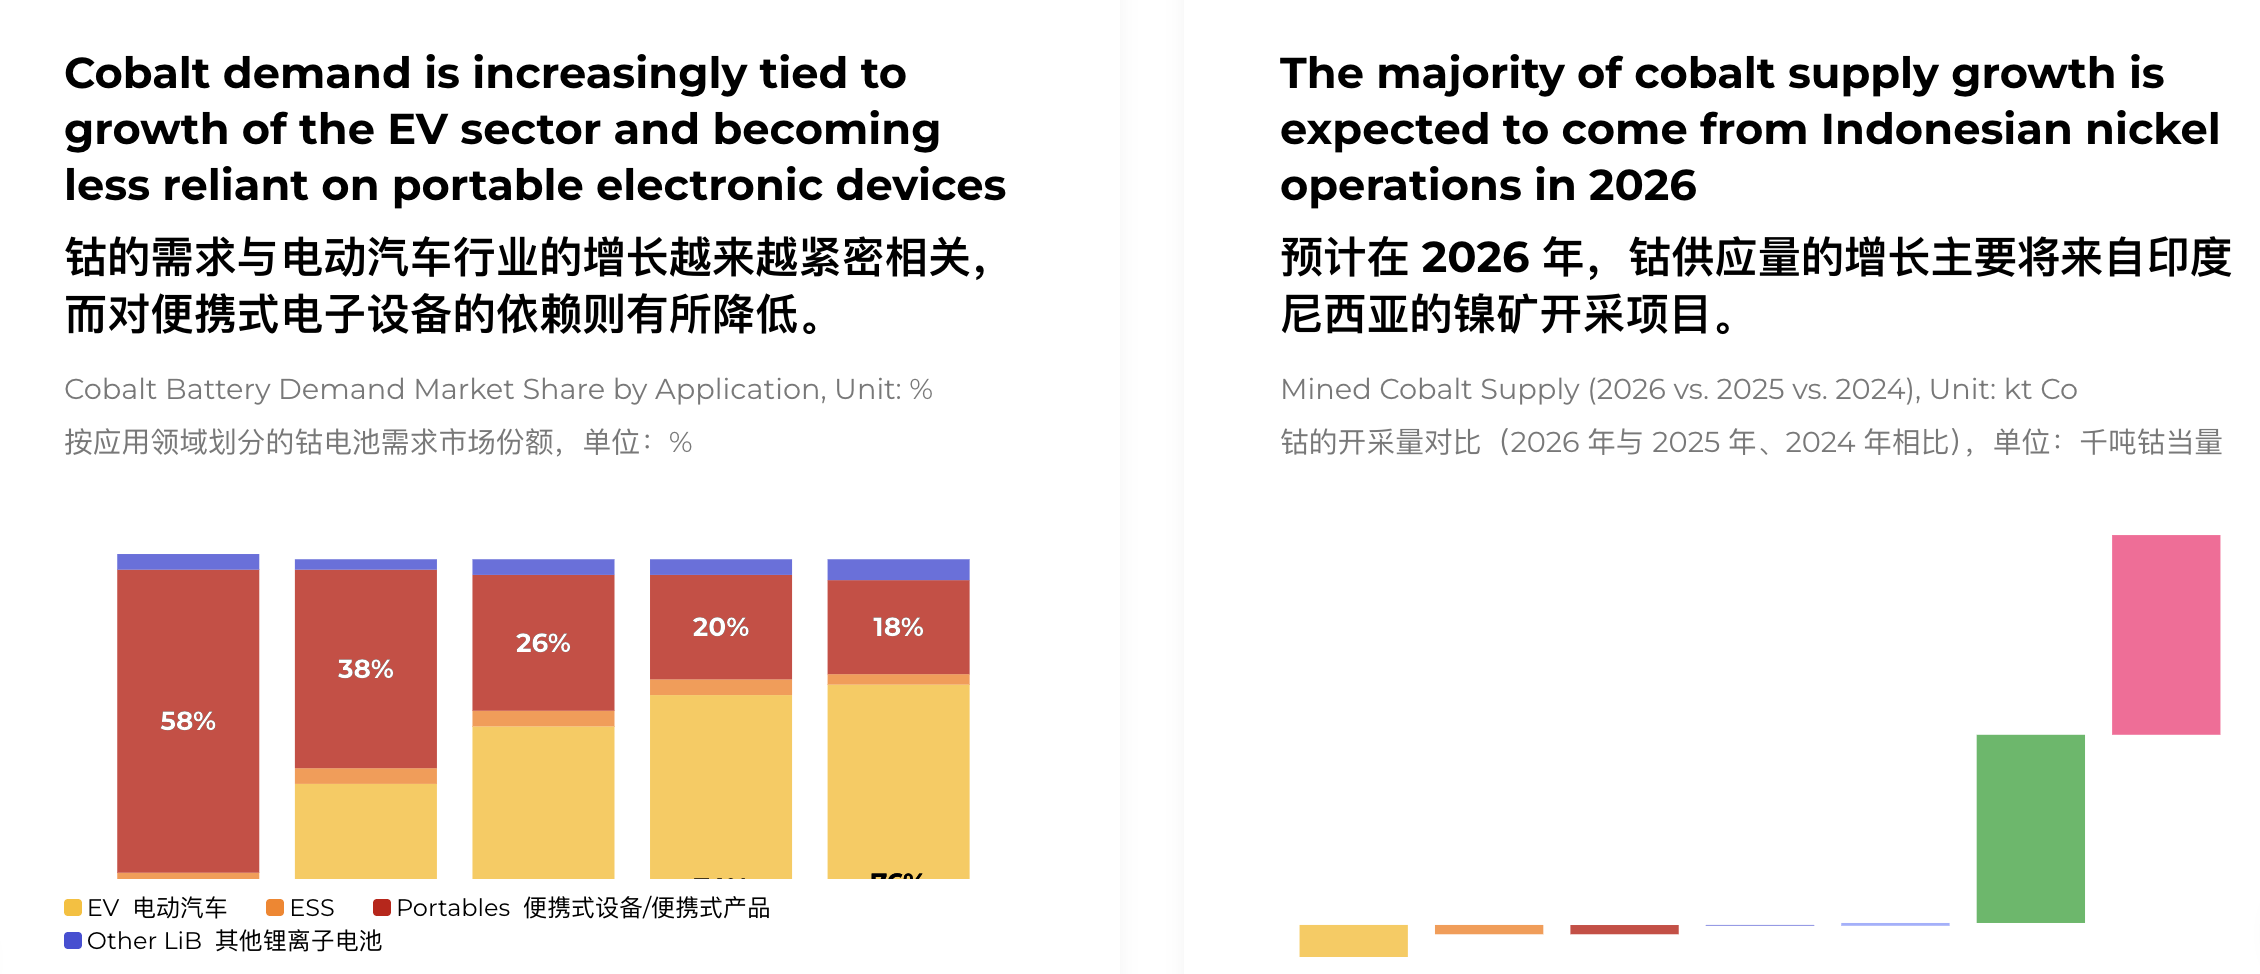 Cobalt demand is increasingly tied to
growth of the EV sector and becoming
less reliant on portable electronic devices
钴的需求与电动汽车行业的增长越来越紧密相关，
而对便携式电子设备的依赖则有所降低。
Cobalt Battery Demand Market Share by Application, Unit: %
按应用领域划分的钴电池需求市场份额，单位：%
58%
38%
26%
20%
18%
76%
EV 电动汽车 ESS Portables 便携式设备/便携式产品
Other LiB 其他锂离子电池
The majority of cobalt supply growth is
expected to come from Indonesian nickel
operations in 2026
预计在 2026 年，钴供应量的增长主要将来自印度
尼西亚的镍矿开采项目。
Mined Cobalt Supply (2026 vs. 2025 vs. 2024), Unit: kt Co
钴的开采量对比（2026 年与 2025 年、2024 年相比），单位：千吨钴当量